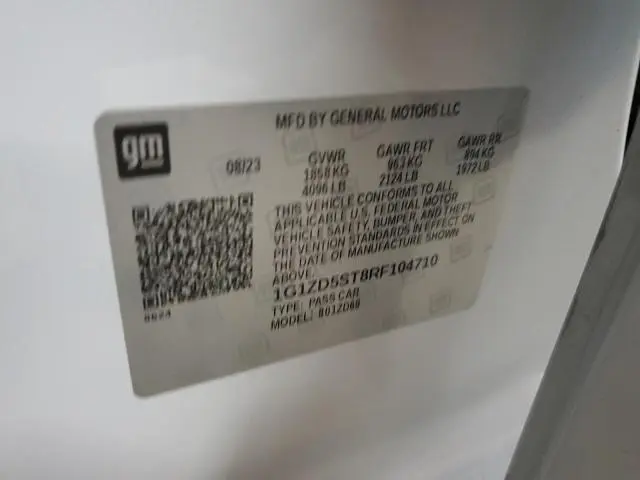 MFD BY GENERAL MOTORS LLC
gm
08/23 GVWR GAWR FRT GAWR RR
1858 KG 963 KG 894 KG
4096 LB 2124 LB 1972 LB
THIS VEHICLE CONFORMS TO ALL
APPLICABLE U.S. FEDERAL MOTOR
VEHICLE SAFETY, BUMPER, AND THEFT
PREVENTION STANDARDS IN EFFECT ON
THE DATE OF MANUFACTURE SHOWN
ABOVE.
1G1ZD5ST8RF104710
TYPE: PASS CAR
MODEL: